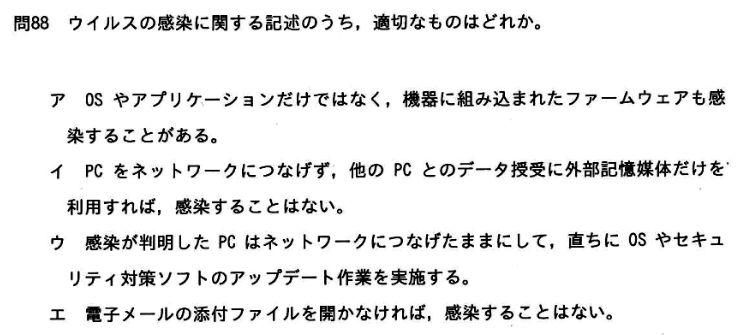 問88 ウイルスの感染に関する記述のうち，適切なものはどれか。
ア OS やアプリケーションだけではなく，機器に組み込まれたファームウェアも感
染することがある。
イ PC をネットワークにつなげず，他の PC とのデータ授受に外部記憶媒体だけを
利用すれば，感染することはない。
ウ 感染が判明した PC はネットワークにつなげたままにして，直ちに OS やセキュ
リティ対策ソフトのアップデート作業を実施する。
エ 電子メールの添付ファイルを開かなければ，感染することはない。